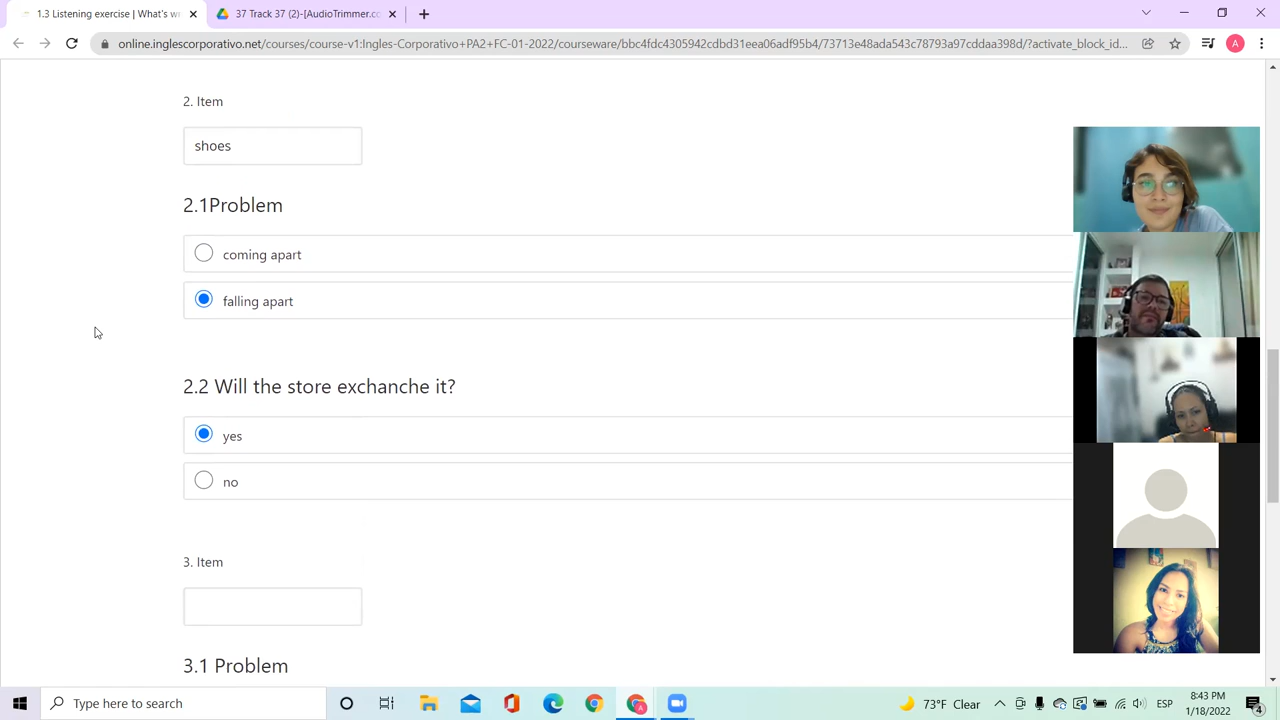 1.3 Listening exercise | What's w
37 Track 37 (2)-[AudioTrimmer.c
online.inglescorporativo.net/courses/course-v1:Ingles-Corporativo+PA2+FC-01-2022/courseware/bbc4fdc4305942cdbd31eea06adf95b4/73713e48ada543c78793a97cddaa398d/?activate_block_id...
A
2. Item
shoes
2.1Problem
coming apart
falling apart
2.2 Will the store exchanche it?
yes
no
3. Item
3.1 Problem
Type here to search
73°F Clear
ESP
8:43 PM
1/18/2022
4